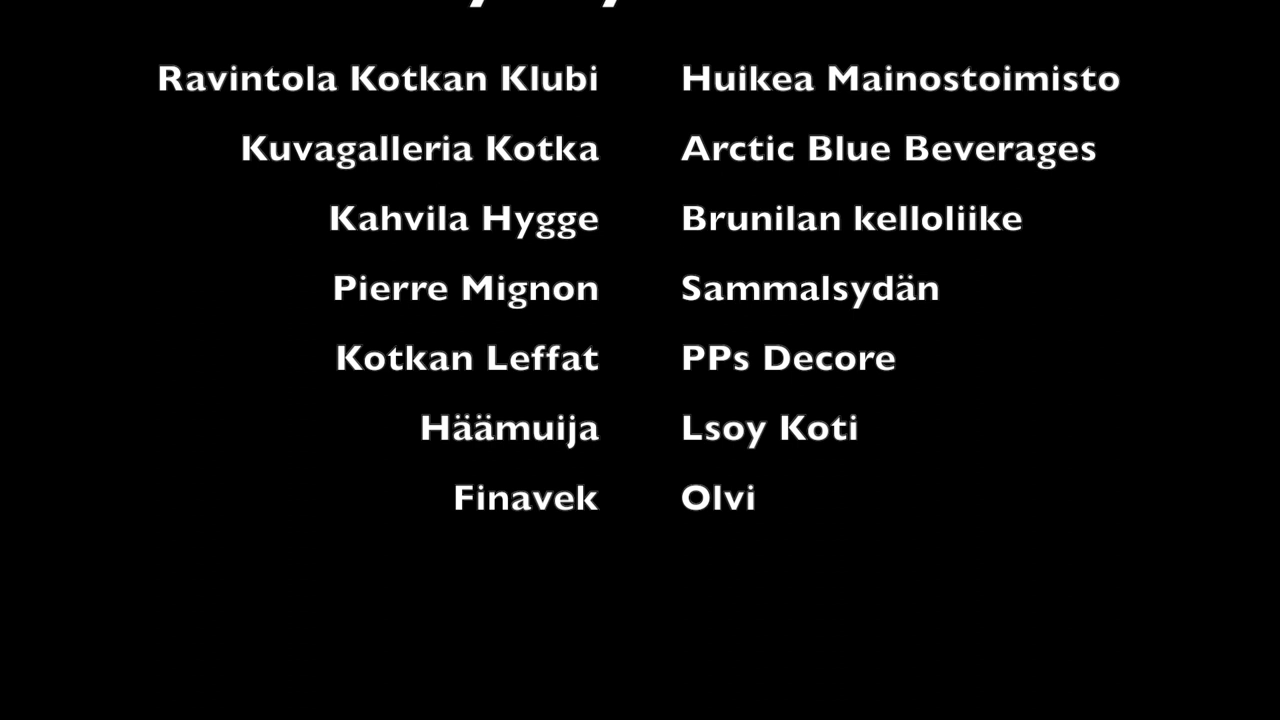 Ravintola Kotkan Klubi Huikea Mainostoimisto
Kuvagalleria Kotka Arctic Blue Beverages
Kahvila Hygge Brunilan kelloliike
Pierre Mignon Sammalsydän
Kotkan Leffat PPs Decore
Häämuija Lsoy Koti
Finavek Olvi